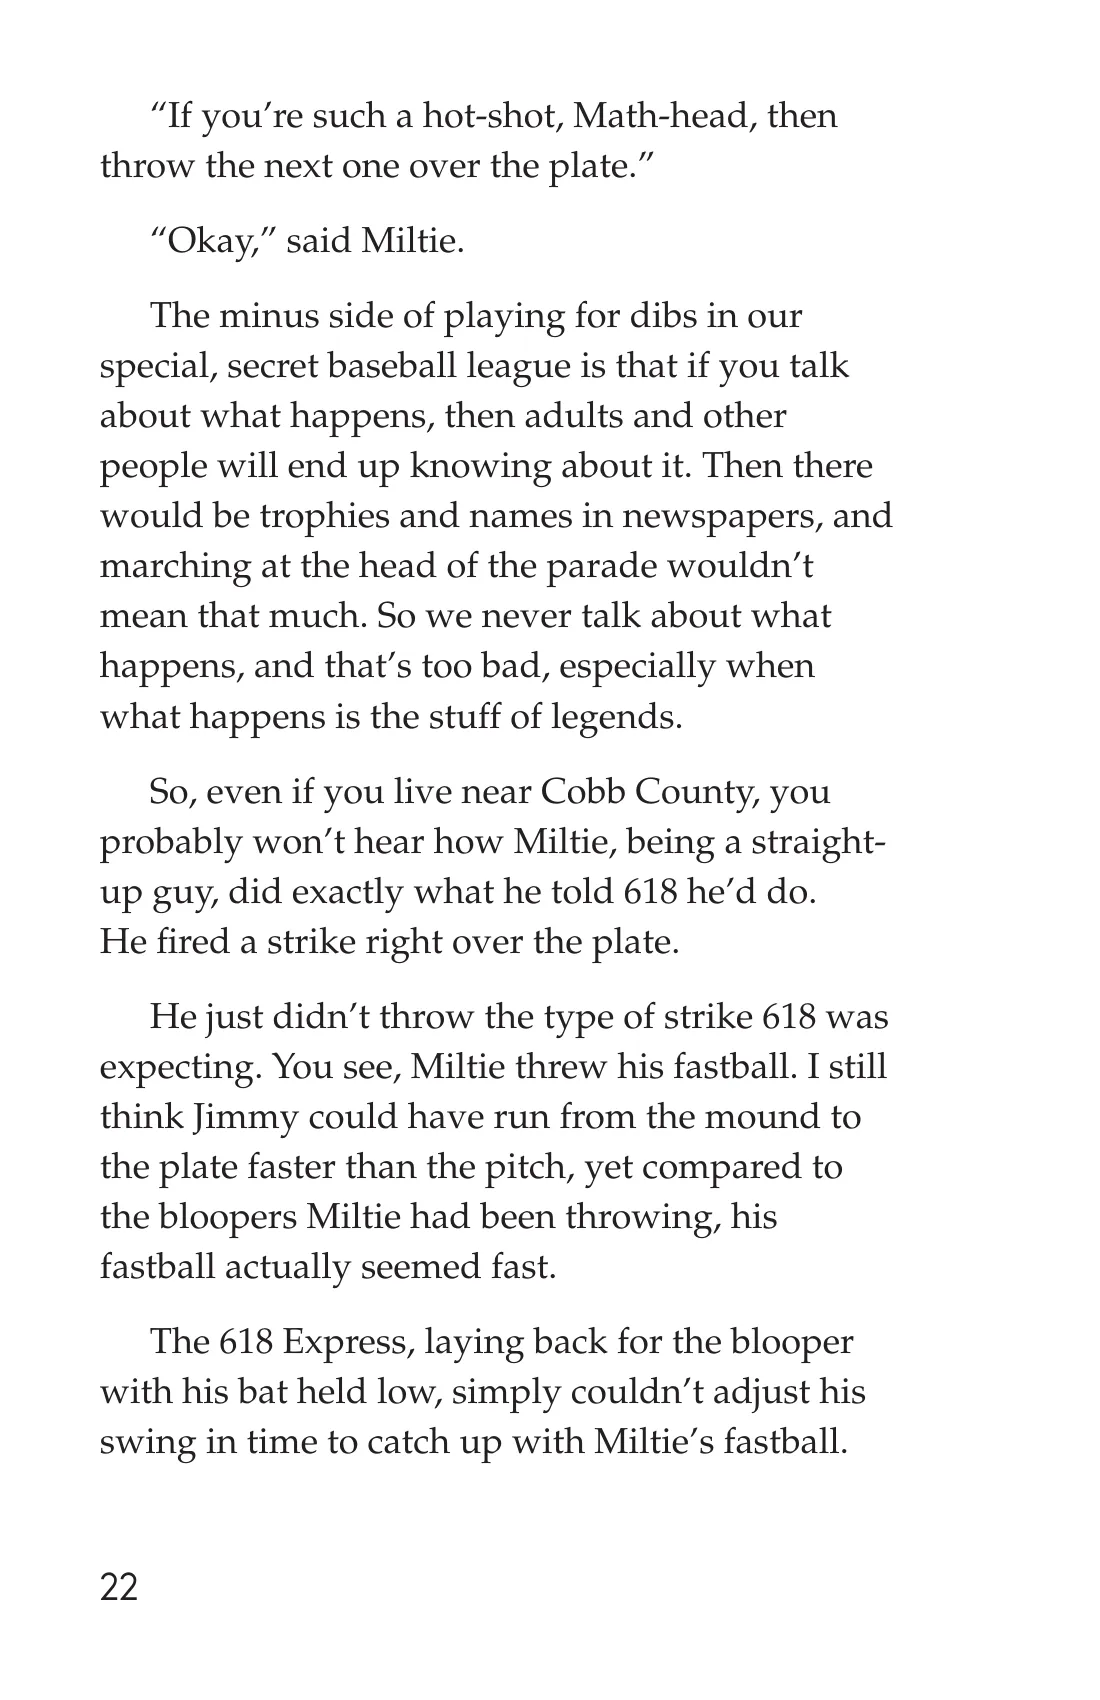 “If you’re such a hot-shot, Math-head, then
throw the next one over the plate.”
“Okay,” said Miltie.
The minus side of playing for dibs in our
special, secret baseball league is that if you talk
about what happens, then adults and other
people will end up knowing about it. Then there
would be trophies and names in newspapers, and
marching at the head of the parade wouldn’t
mean that much. So we never talk about what
happens, and that’s too bad, especially when
what happens is the stuff of legends.
So, even if you live near Cobb County, you
probably won’t hear how Miltie, being a straight-
up guy, did exactly what he told 618 he’d do.
He fired a strike right over the plate.
He just didn’t throw the type of strike 618 was
expecting. You see, Miltie threw his fastball. I still
think Jimmy could have run from the mound to
the plate faster than the pitch, yet compared to
the bloopers Miltie had been throwing, his
fastball actually seemed fast.
The 618 Express, laying back for the blooper
with his bat held low, simply couldn’t adjust his
swing in time to catch up with Miltie’s fastball.
22